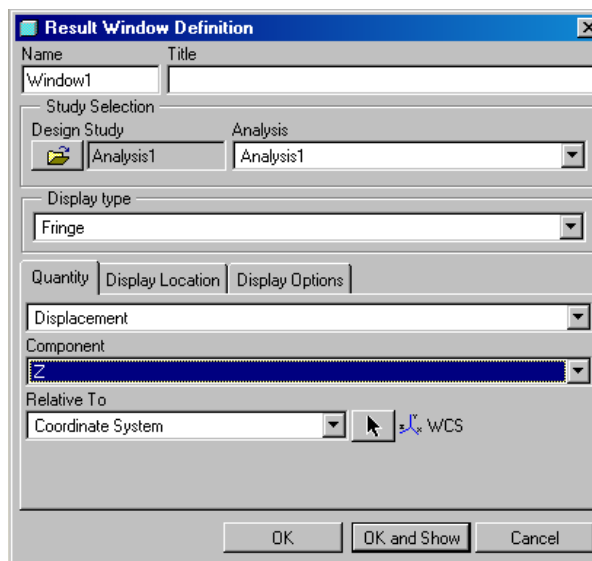 Result Window Definition
Name Title
Window1
Study Selection
Design Study Analysis
Analysis1 Analysis1
Display type
Fringe
Quantity Display Location Display Options
Displacement
Component
Z
Relative To
Coordinate System WCS
OK OK and Show Cancel